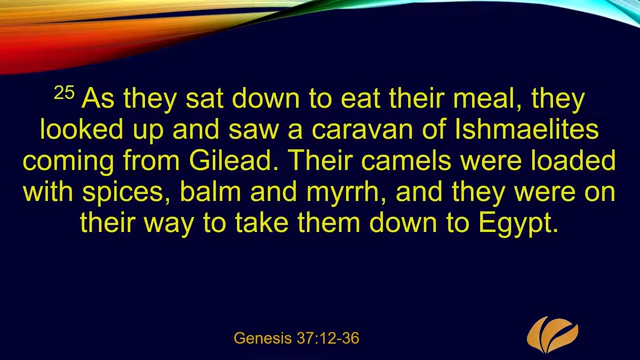 25 As they sat down to eat their meal, they
looked up and saw a caravan of Ishmaelites
coming from Gilead. Their camels were loaded
with spices, balm and myrrh, and they were on
their way to take them down to Egypt.
Genesis 37:12-36